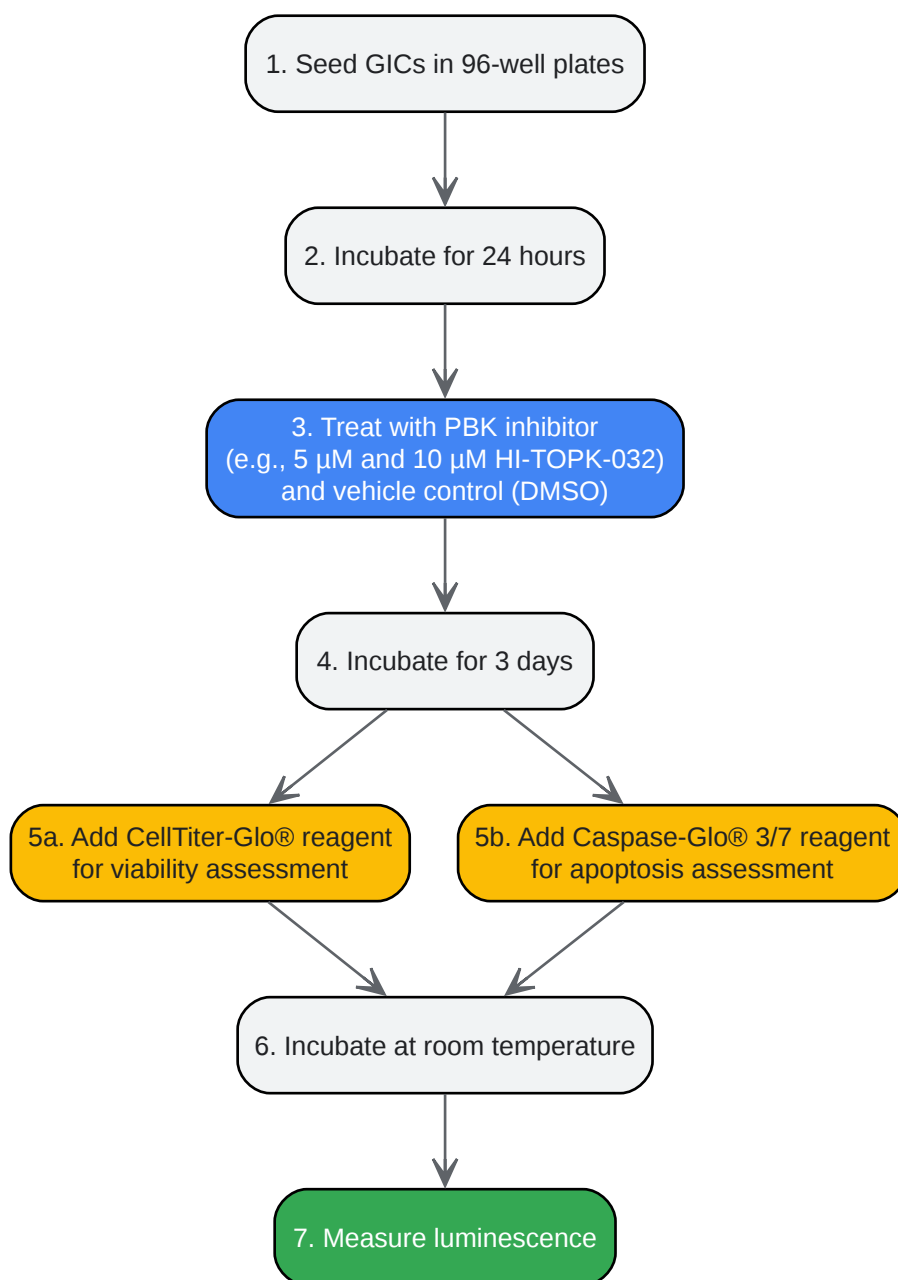 1. Seed GICs in 96-well plates
2. Incubate for 24 hours
3. Treat with PBK inhibitor
(e.g., 5 µM and 10 µM HI-TOPK-032)
and vehicle control (DMSO)
4. Incubate for 3 days
5a. Add CellTiter-Glo® reagent
for viability assessment
5b. Add Caspase-Glo® 3/7 reagent
for apoptosis assessment
6. Incubate at room temperature
7. Measure luminescence